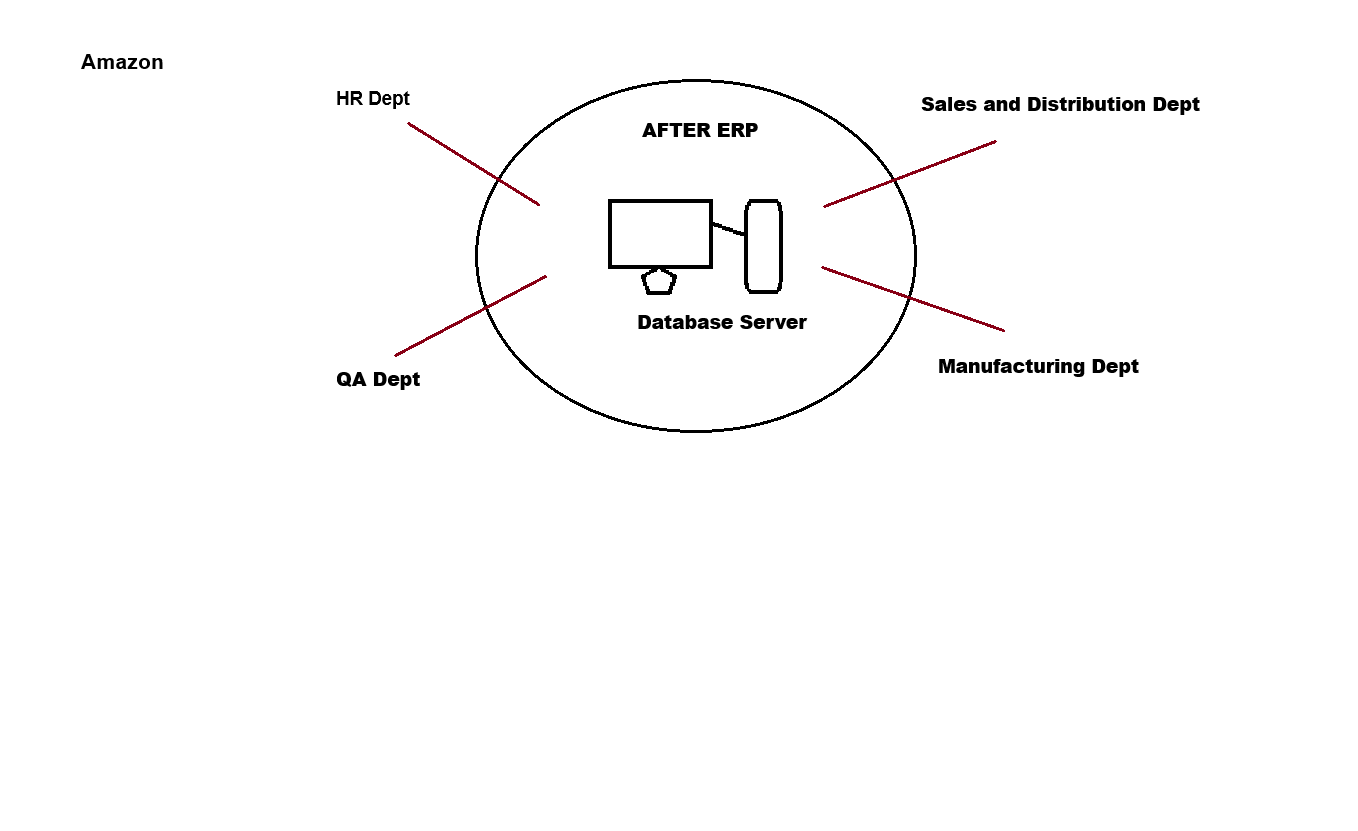 Amazon
HR Dept
Sales and Distribution Dept
AFTER ERP
Database Server
QA Dept
Manufacturing Dept